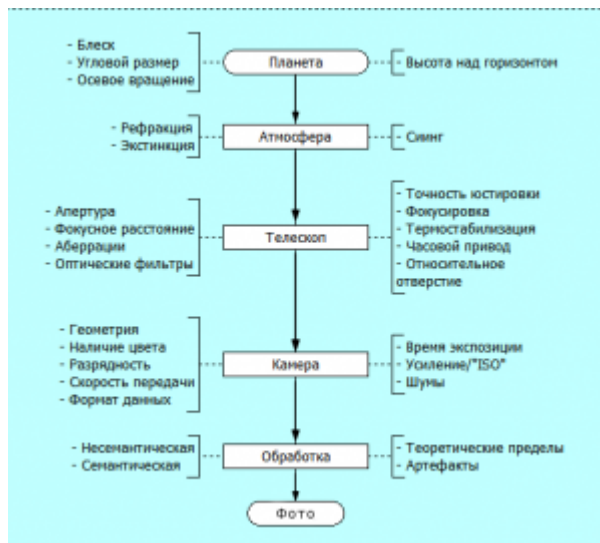 - Блеск
- Угловой размер
- Осевое вращение
Планета
- Высота над горизонтом
- Рефракция
- Экстинкция
Атмосфера
- Сиинг
- Апертура
- Фокусное расстояние
- Аберрации
- Оптические фильтры
Телескоп
- Точность юстировки
- Фокусировка
- Термостабилизация
- Часовой привод
- Относительное
отверстие
- Геометрия
- Наличие цвета
- Разрядность
- Скорость передачи
- Формат данных
Камера
- Время экспозиции
- Усиление/"ISO"
- Шумы
- Несемантическая
- Семантическая
Обработка
- Теоретические пределы
- Артефакты
Фото